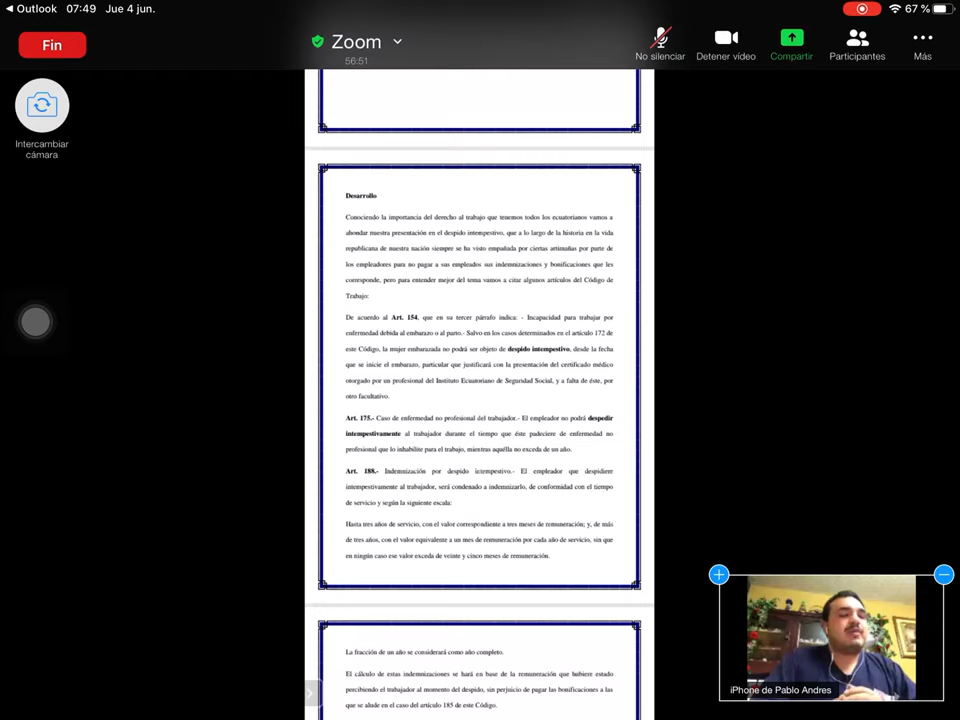 Outlook 07:49 Jue 4 jun.
67 %
Fin
Zoom
56:51
No silenciar
Detener vídeo
Compartir
Participantes
Más
Intercambiar
cámara
Desarrollo
Conociendo la importancia del derecho al trabajo que tenemos todos los ecuatorianos vamos a
ahondar nuestra presentación en el despido intempestivo, que a lo largo de la historia en la vida
republicana de nuestra nación siempre se ha visto empañada por ciertas artimañas por parte de
los empleadores para no pagar a sus empleados sus indemnizaciones y bonificaciones que les
corresponde, pero para entender mejor del tema vamos a citar algunos artículos del Código de
Trabajo:
De acuerdo al Art. 154, que en su tercer párrafo indica: - Incapacidad para trabajar por
enfermedad debida al embarazo o al parto.- Salvo en los casos determinados en el artículo 172 de
este Código, la mujer embarazada no podrá ser objeto de despido intempestivo, desde la fecha
que se inicie el embarazo, particular que justificará con la presentación del certificado médico
otorgado por un profesional del Instituto Ecuatoriano de Seguridad Social, y a falta de éste, por
otro facultativo.
Art. 175.- Caso de enfermedad no profesional del trabajador.- El empleador no podrá despedir
intempestivamente al trabajador durante el tiempo que éste padeciere de enfermedad no
profesional que lo inhabilite para el trabajo, mientras aquélla no exceda de un año.
Art. 188.- Indemnización por despido intempestivo.- El empleador que despidiere
intempestivamente al trabajador, será condenado a indemnizarlo, de conformidad con el tiempo
de servicio y según la siguiente escala:
Hasta tres años de servicio, con el valor correspondiente a tres meses de remuneración; y, de más
de tres años, con el valor equivalente a un mes de remuneración por cada año de servicio, sin que
en ningún caso ese valor exceda de veinte y cinco meses de remuneración.
La fracción de un año se considerará como año completo.
El cálculo de estas indemnizaciones se hará en base de la remuneración que hubiere estado
percibiendo el trabajador al momento del despido, sin perjuicio de pagar las bonificaciones a las
que se alude en el caso del artículo 185 de este Código.
iPhone de Pablo Andres